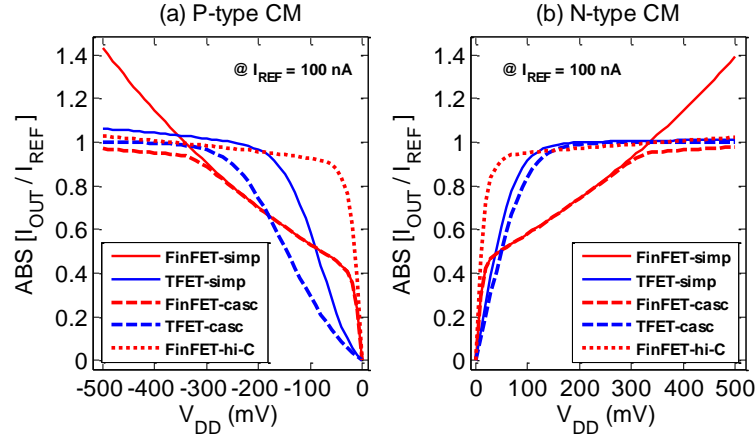 (a) P-type CM
(b) N-type CM
ABS [I_OUT / I_REF]
1.4
1.2
1
0.8
0.6
0.4
0.2
0
@ I_REF = 100 nA
FinFET-simp
TFET-simp
FinFET-casc
TFET-casc
FinFET-hi-C
-500 -400 -300 -200 -100 0
V_DD (mV)
ABS [I_OUT / I_REF]
1.4
1.2
1
0.8
0.6
0.4
0.2
0
@ I_REF = 100 nA
FinFET-simp
TFET-simp
FinFET-casc
TFET-casc
FinFET-hi-C
0 100 200 300 400 500
V_DD (mV)